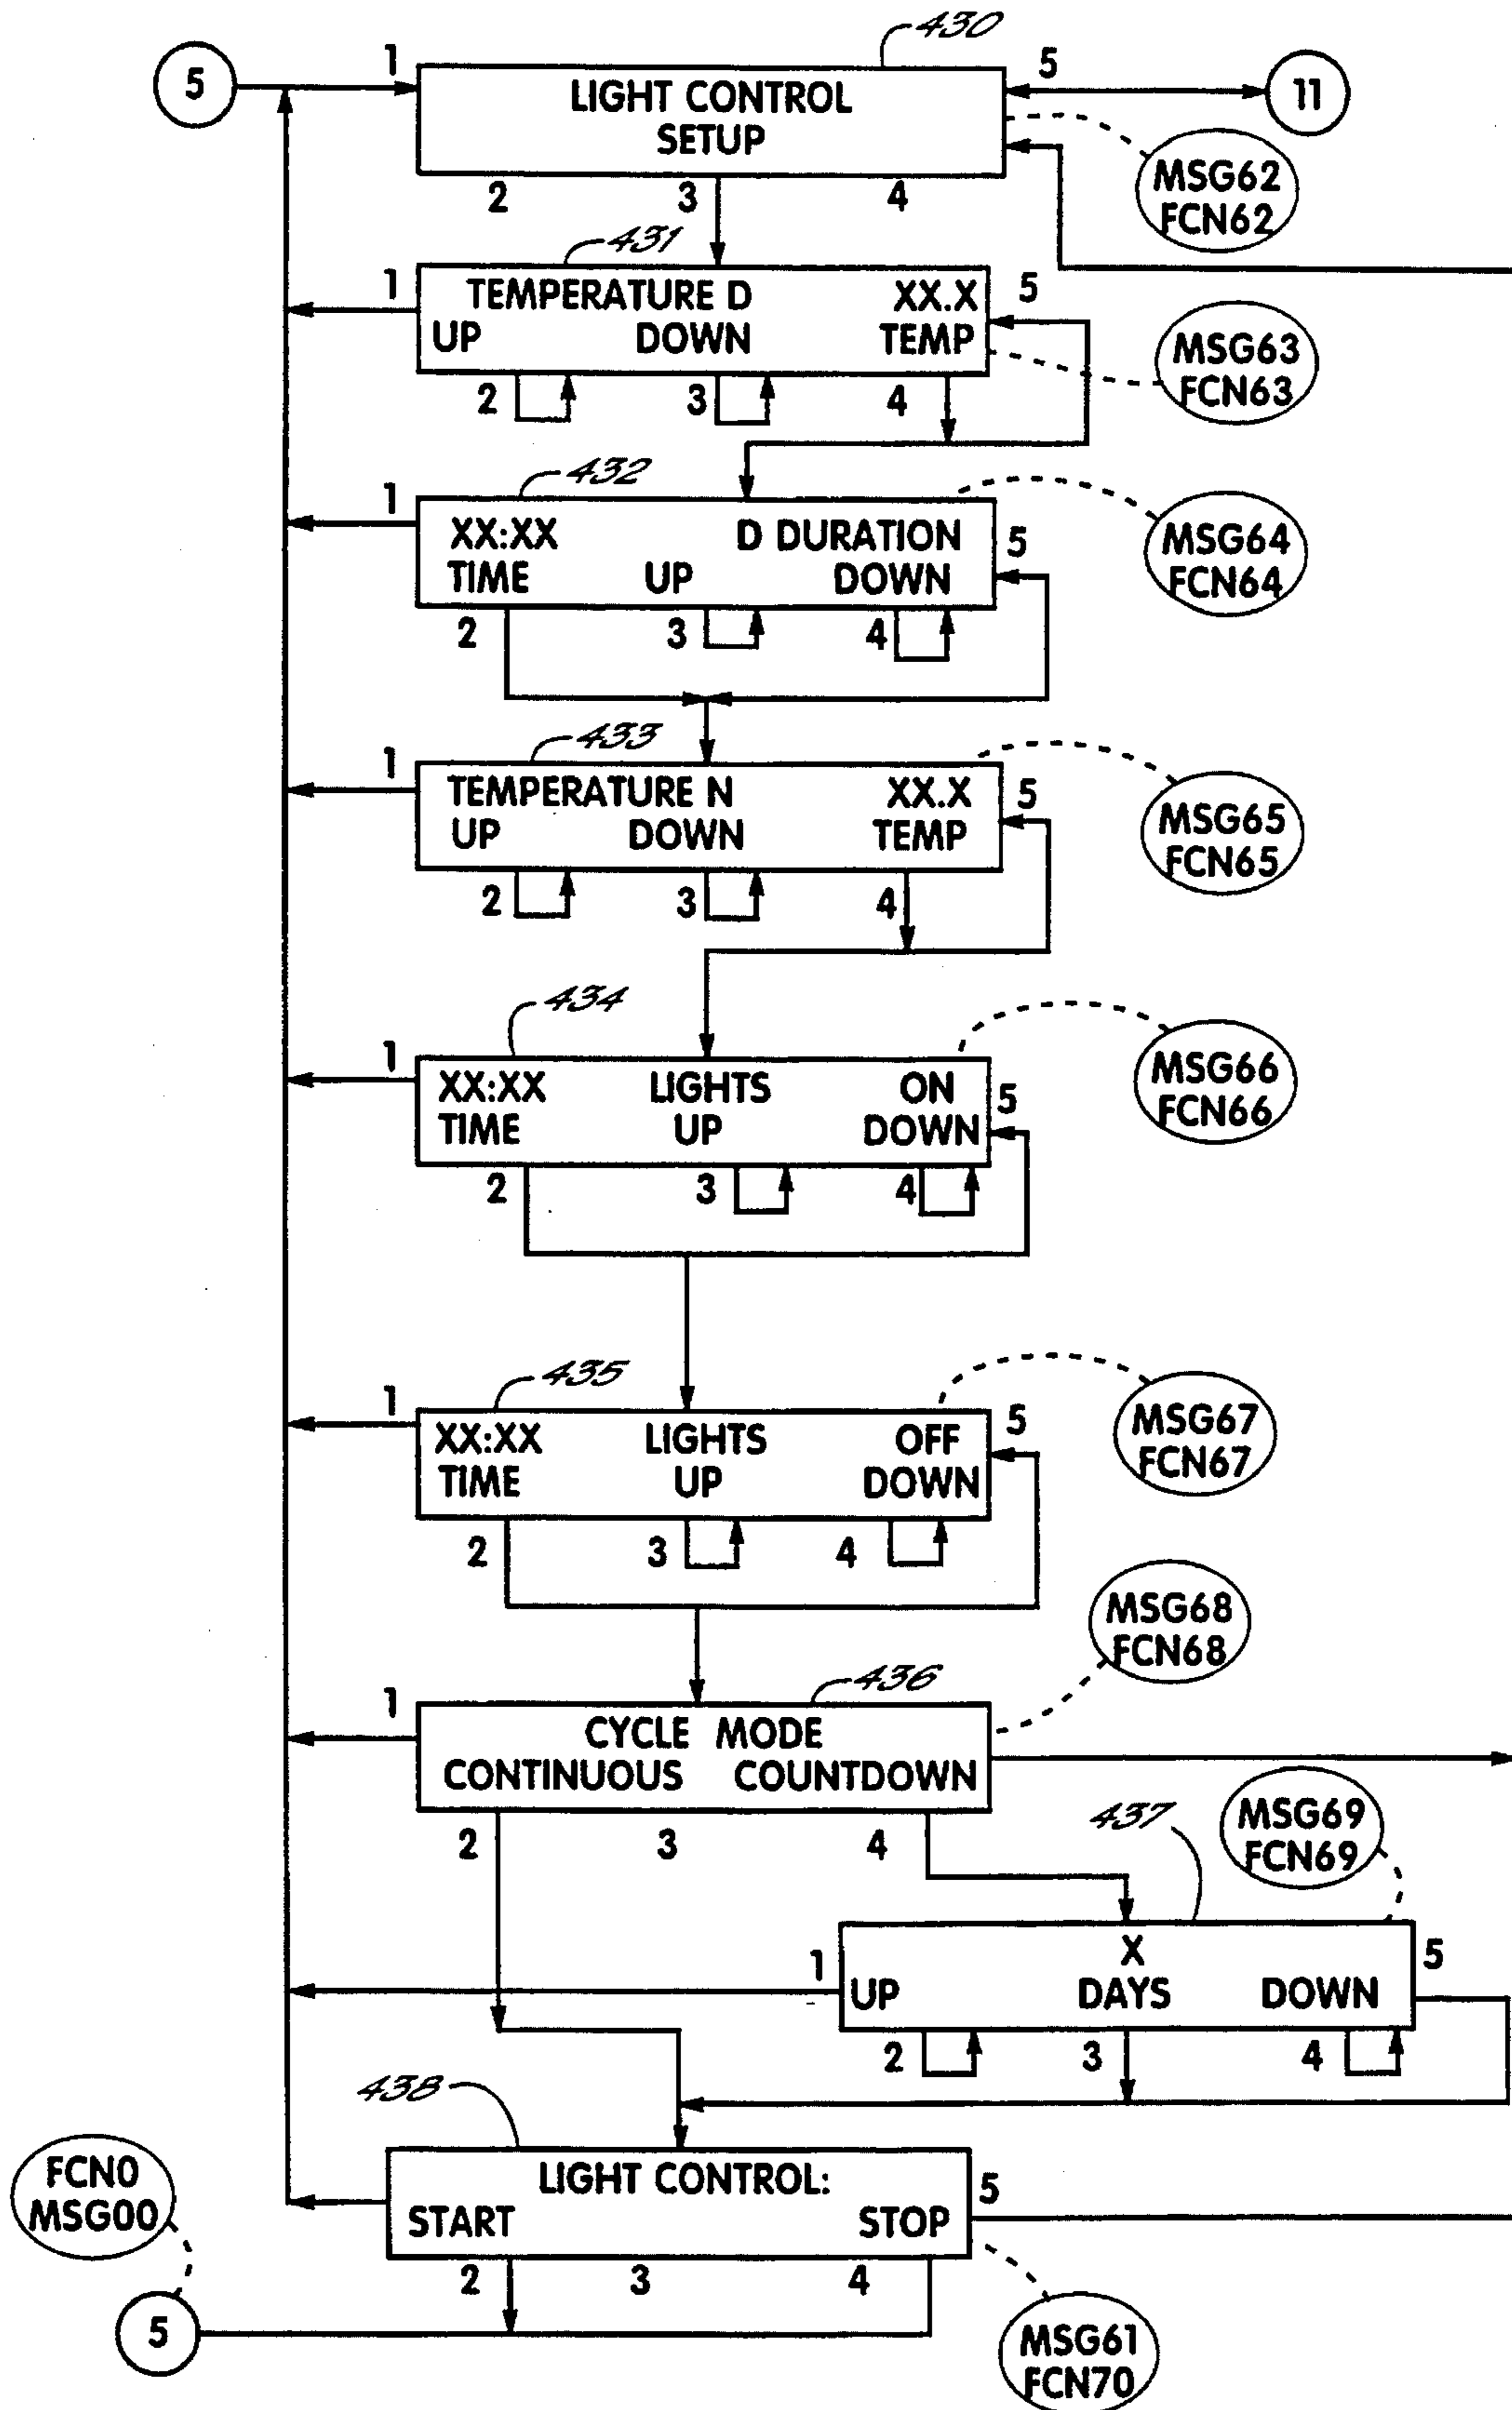 430
5
1
LIGHT CONTROL
SETUP
5
11
2 3 4
MSG62
FCN62
431
1
TEMPERATURE D XX.X
UP DOWN TEMP
5
2 3 4
MSG63
FCN63
432
1
XX:XX D DURATION
TIME UP DOWN
5
2 3 4
MSG64
FCN64
433
1
TEMPERATURE N XX.X
UP DOWN TEMP
5
2 3 4
MSG65
FCN65
434
1
XX:XX LIGHTS ON
TIME UP DOWN
5
2 3 4
MSG66
FCN66
435
1
XX:XX LIGHTS OFF
TIME UP DOWN
5
2 3 4
MSG67
FCN67
436
1
CYCLE MODE
CONTINUOUS COUNTDOWN
2 3 4
MSG68
FCN68
437
MSG69
FCN69
1
X
UP DAYS DOWN
5
2 3 4
438
LIGHT CONTROL:
START STOP
5
2 3 4
FCN0
MSG00
5
MSG61
FCN70